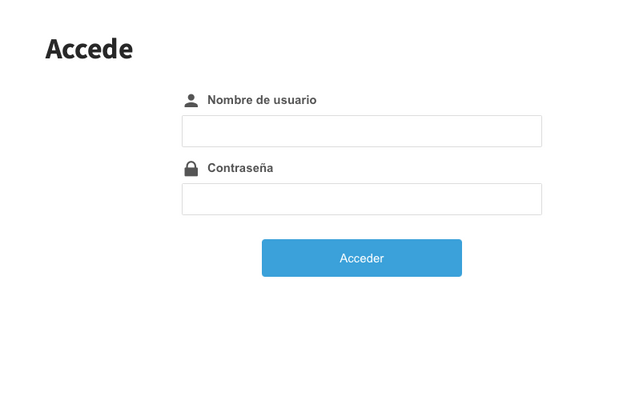 Accede
Nombre de usuario
Contraseña
Acceder